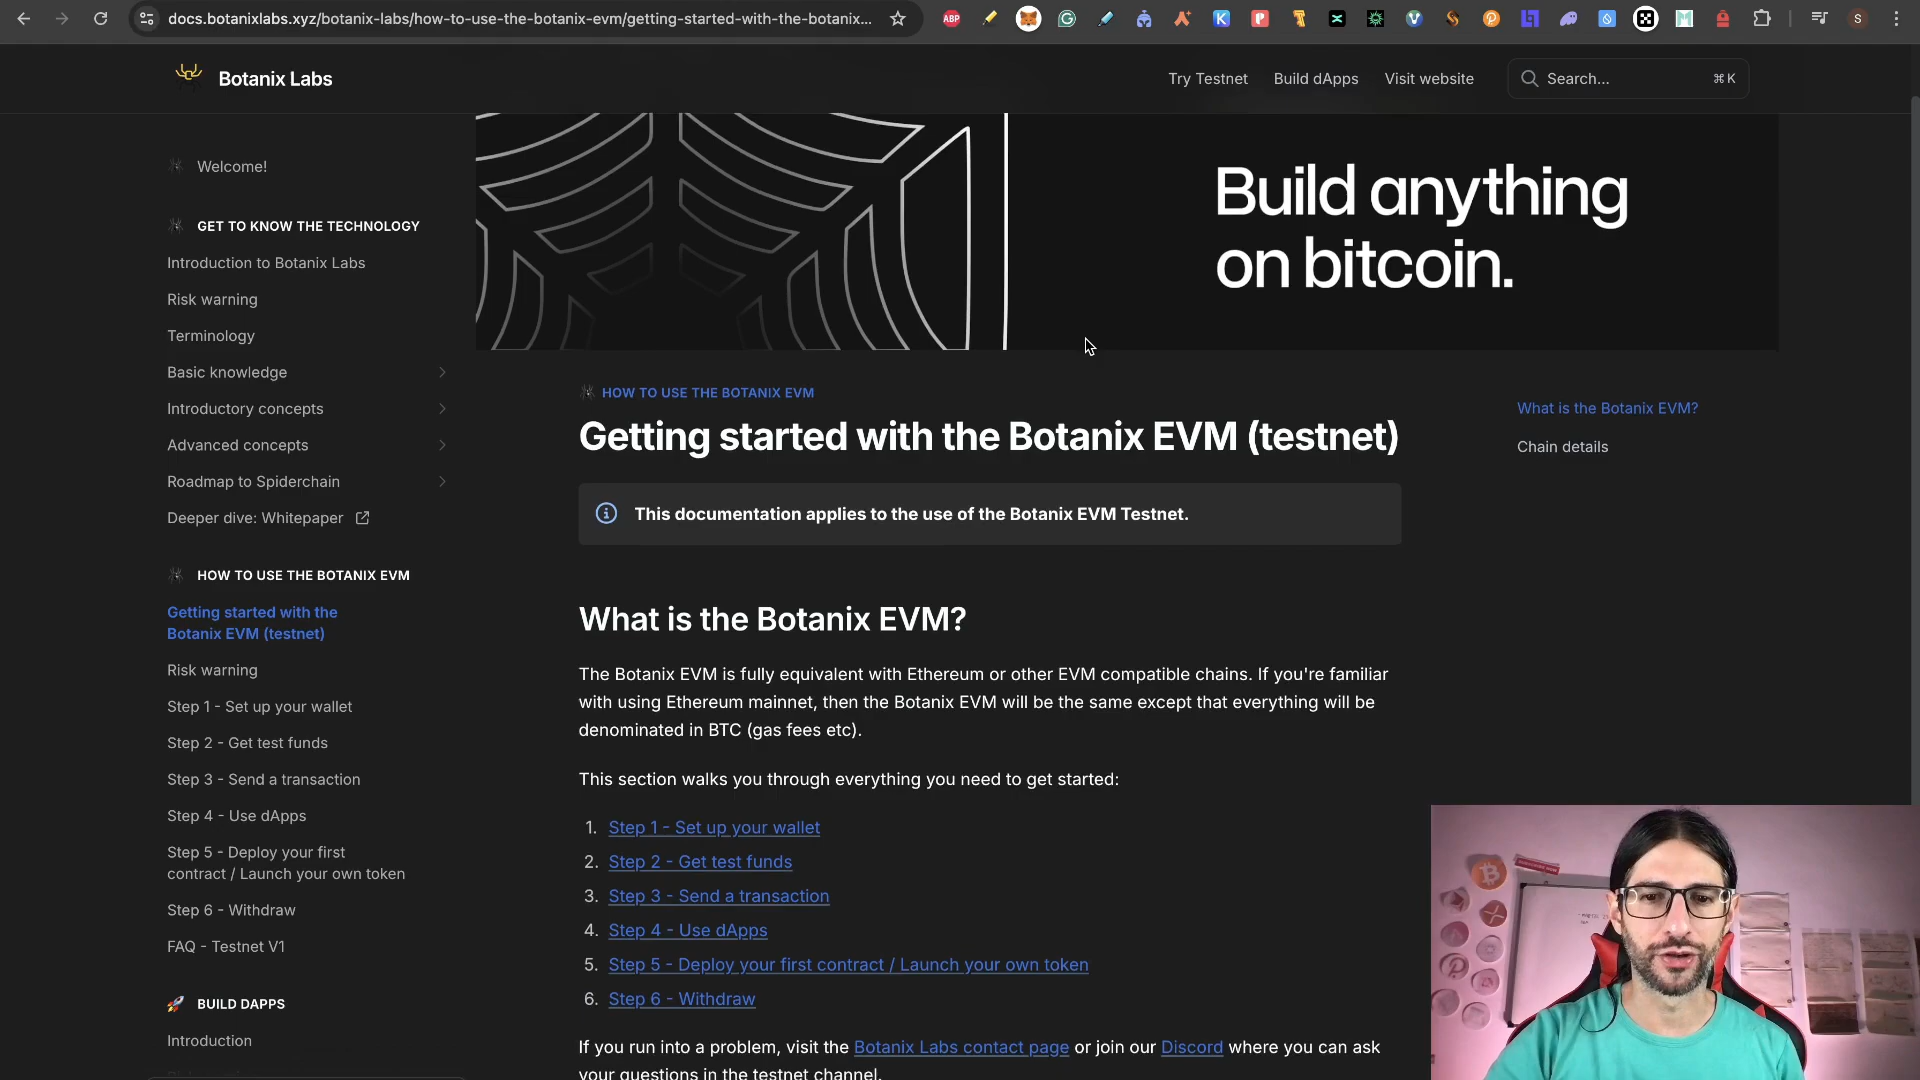 docs.botanixlabs.xyz/botanix-labs/how-to-use-the-botanix-evm/getting-started-with-the-botanix...
ABP
S
Botanix Labs
Try Testnet
Build dApps
Visit website
Search...
⌘ K
Welcome!
GET TO KNOW THE TECHNOLOGY
Introduction to Botanix Labs
Risk warning
Terminology
Basic knowledge
Introductory concepts
Advanced concepts
Roadmap to Spiderchain
Deeper dive: Whitepaper
HOW TO USE THE BOTANIX EVM
Getting started with the
Botanix EVM (testnet)
Risk warning
Step 1 - Set up your wallet
Step 2 - Get test funds
Step 3 - Send a transaction
Step 4 - Use dApps
Step 5 - Deploy your first
contract / Launch your own token
Step 6 - Withdraw
FAQ - Testnet V1
BUILD DAPPS
Introduction
Build anything
on bitcoin.
HOW TO USE THE BOTANIX EVM
Getting started with the Botanix EVM (testnet)
This documentation applies to the use of the Botanix EVM Testnet.
What is the Botanix EVM?
The Botanix EVM is fully equivalent with Ethereum or other EVM compatible chains. If you're familiar
with using Ethereum mainnet, then the Botanix EVM will be the same except that everything will be
denominated in BTC (gas fees etc).
This section walks you through everything you need to get started:
1. Step 1 - Set up your wallet
2. Step 2 - Get test funds
3. Step 3 - Send a transaction
4. Step 4 - Use dApps
5. Step 5 - Deploy your first contract / Launch your own token
6. Step 6 - Withdraw
If you run into a problem, visit the Botanix Labs contact page or join our Discord where you can ask
your questions in the testnet channel.
What is the Botanix EVM?
Chain details